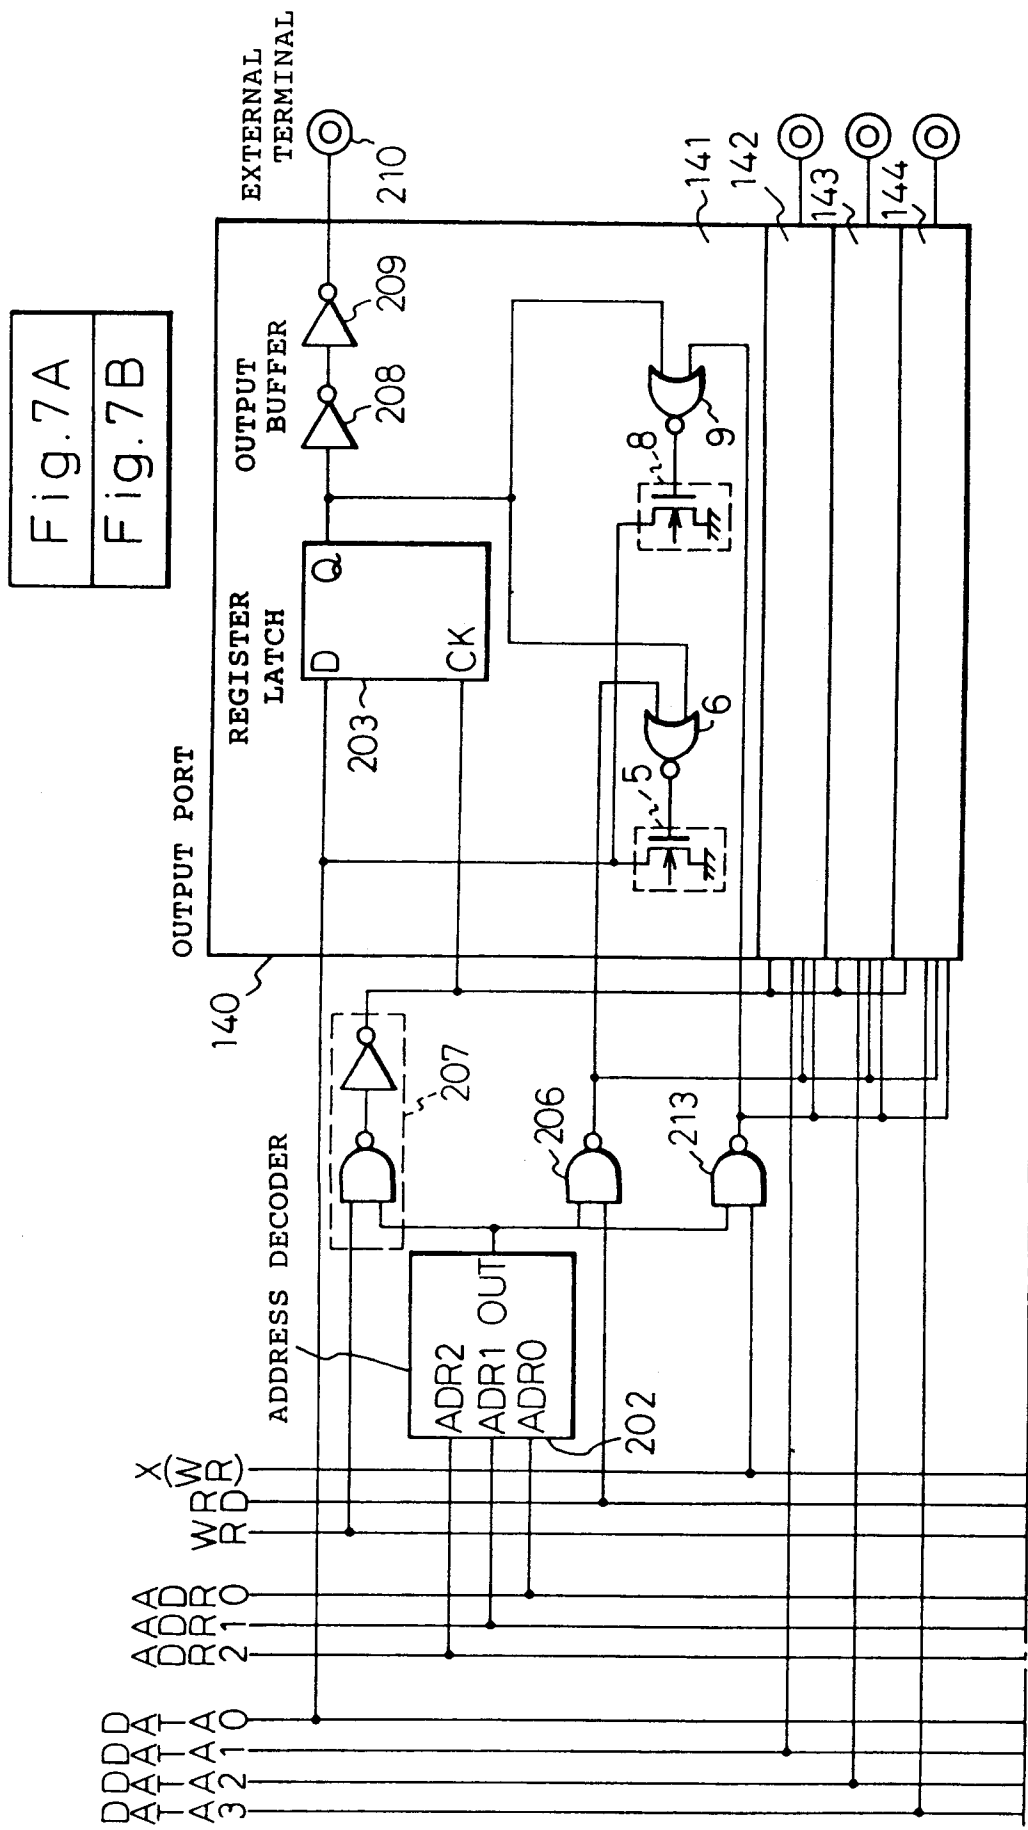 Fig.7A
Fig.7B
EXTERNAL
TERMINAL
210
OUTPUT PORT
140
REGISTER
LATCH
203
D
Q
CK
OUTPUT
BUFFER
208
209
5
6
8
9
141
142
143
144
ADDRESS DECODER
207
206
213
ADR2
ADR1
ADR0
OUT
202
X(WR)
RD
WR
ADR0
ADR1
ADR2
DATA0
DATA1
DATA2
DATA3